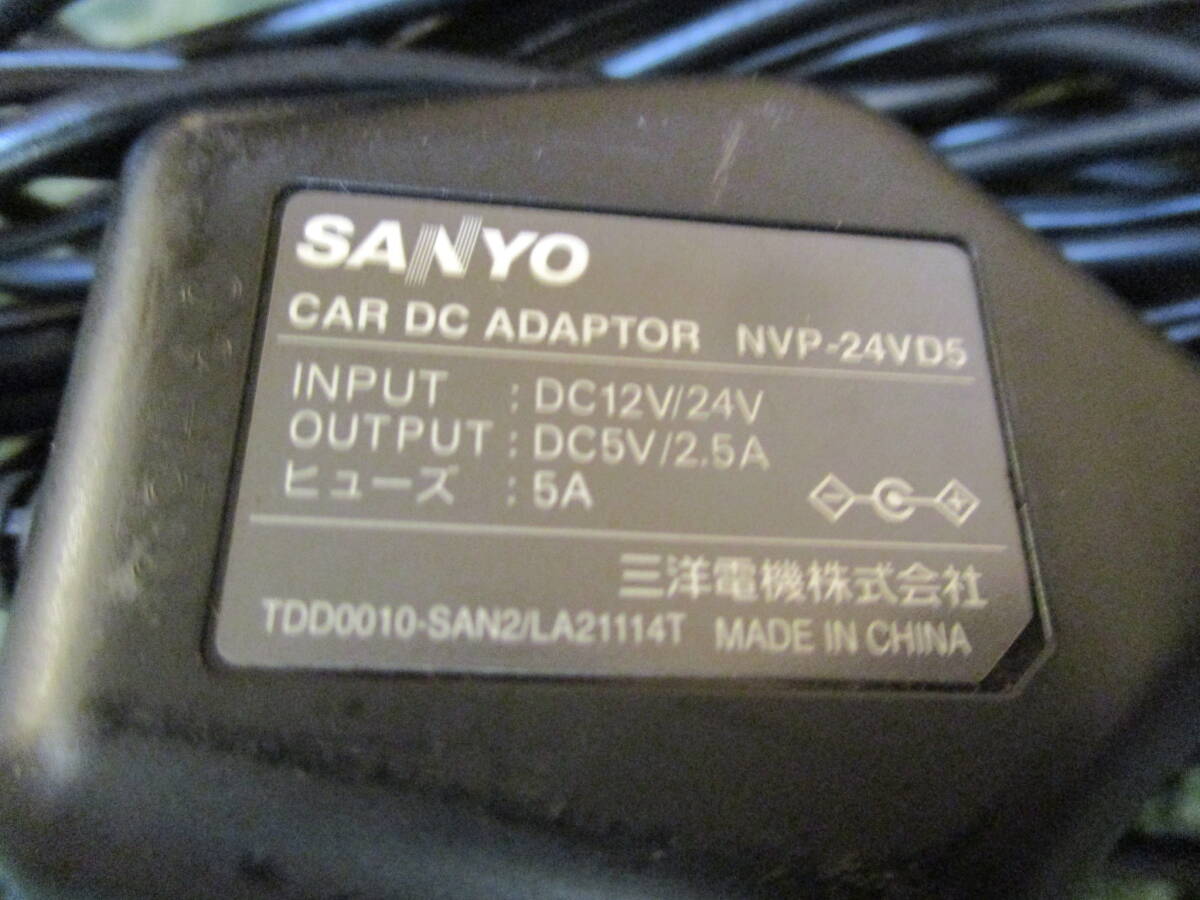 SANYO
CAR DC ADAPTOR NVP-24VD5
INPUT : DC12V/24V
OUTPUT : DC5V/2.5A
ヒューズ : 5A
三洋電機株式会社
TDD0010-SAN2/LA21114T MADE IN CHINA